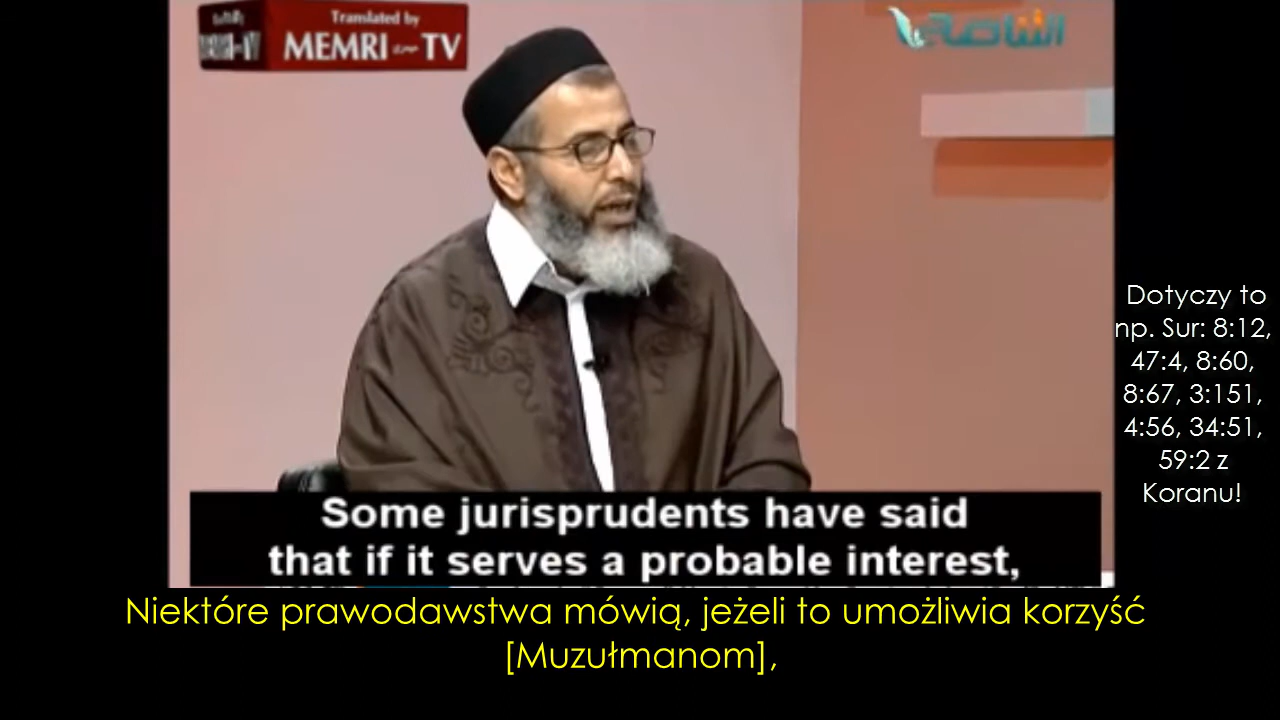 Translated by
MEMRI TV
الناصحة
Dotyczy to
np. Sur: 8:12,
47:4, 8:60,
8:67, 3:151,
4:56, 34:51,
59:2 z
Koranu!
Some jurisprudents have said
that if it serves a probable interest,
Niektóre prawodawstwa mówią, jeżeli to umożliwia korzyść
[Muzułmanom],